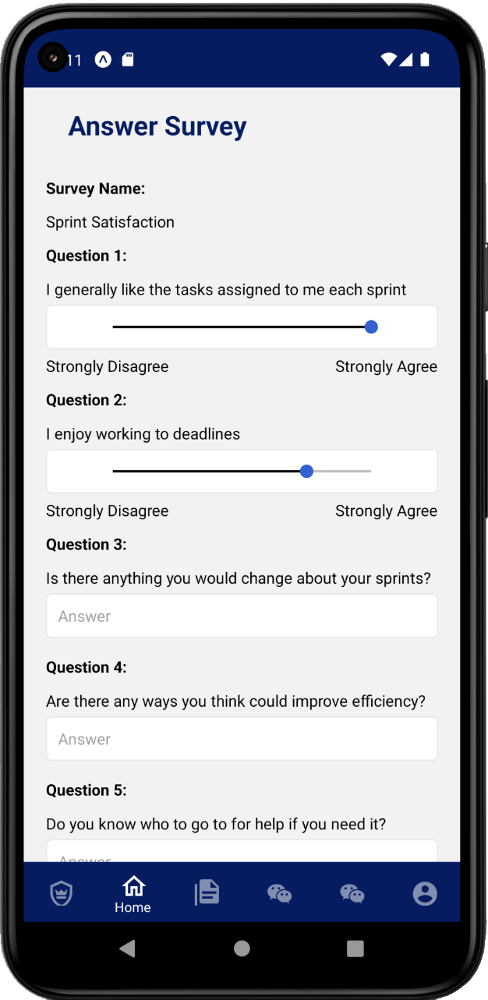 11
Answer Survey
Survey Name:
Sprint Satisfaction
Question 1:
I generally like the tasks assigned to me each sprint
Strongly Disagree Strongly Agree
Question 2:
I enjoy working to deadlines
Strongly Disagree Strongly Agree
Question 3:
Is there anything you would change about your sprints?
Answer
Question 4:
Are there any ways you think could improve efficiency?
Answer
Question 5:
Do you know who to go to for help if you need it?
Answer
Home